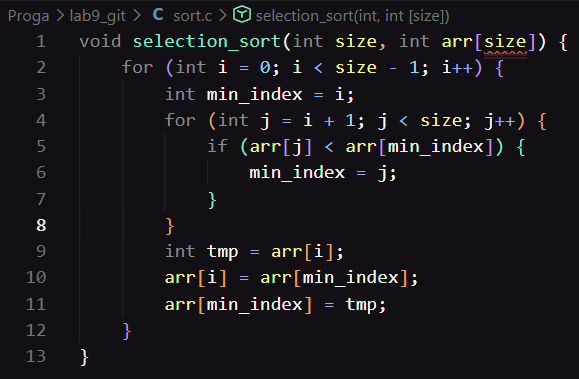 Proga > lab9_git > C sort.c > selection_sort(int, int [size])
1 void selection_sort(int size, int arr[size]) {
2     for (int i = 0; i < size - 1; i++) {
3         int min_index = i;
4         for (int j = i + 1; j < size; j++) {
5             if (arr[j] < arr[min_index]) {
6                 min_index = j;
7             }
8         }
9         int tmp = arr[i];
10         arr[i] = arr[min_index];
11         arr[min_index] = tmp;
12     }
13 }